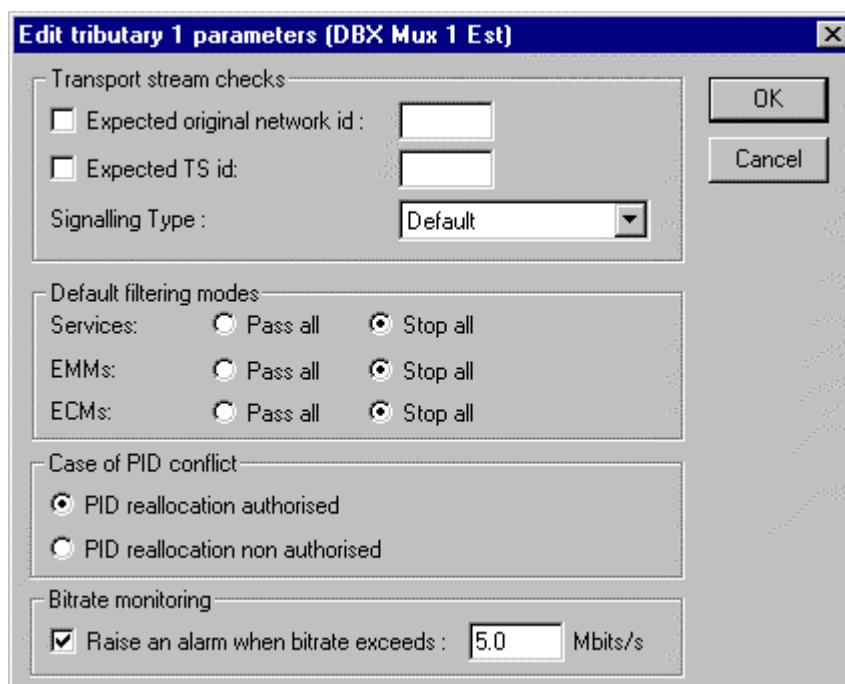 Edit tributary 1 parameters (DBX Mux 1 Est)
Transport stream checks
Expected original network id :
Expected TS id:
Signalling Type : Default
OK
Cancel
Default filtering modes
Services: Pass all Stop all
EMMs: Pass all Stop all
ECMs: Pass all Stop all
Case of PID conflict
PID reallocation authorised
PID reallocation non authorised
Bitrate monitoring
Raise an alarm when bitrate exceeds : 5.0 Mbits/s